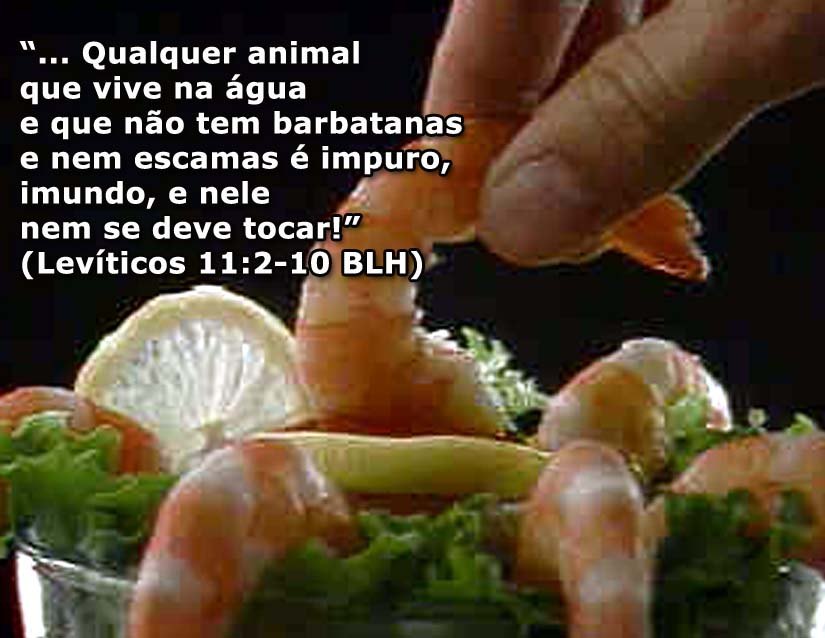 “... Qualquer animal
que vive na água
e que não tem barbatanas
e nem escamas é impuro,
imundo, e nele
nem se deve tocar!”
(Levíticos 11:2-10 BLH)